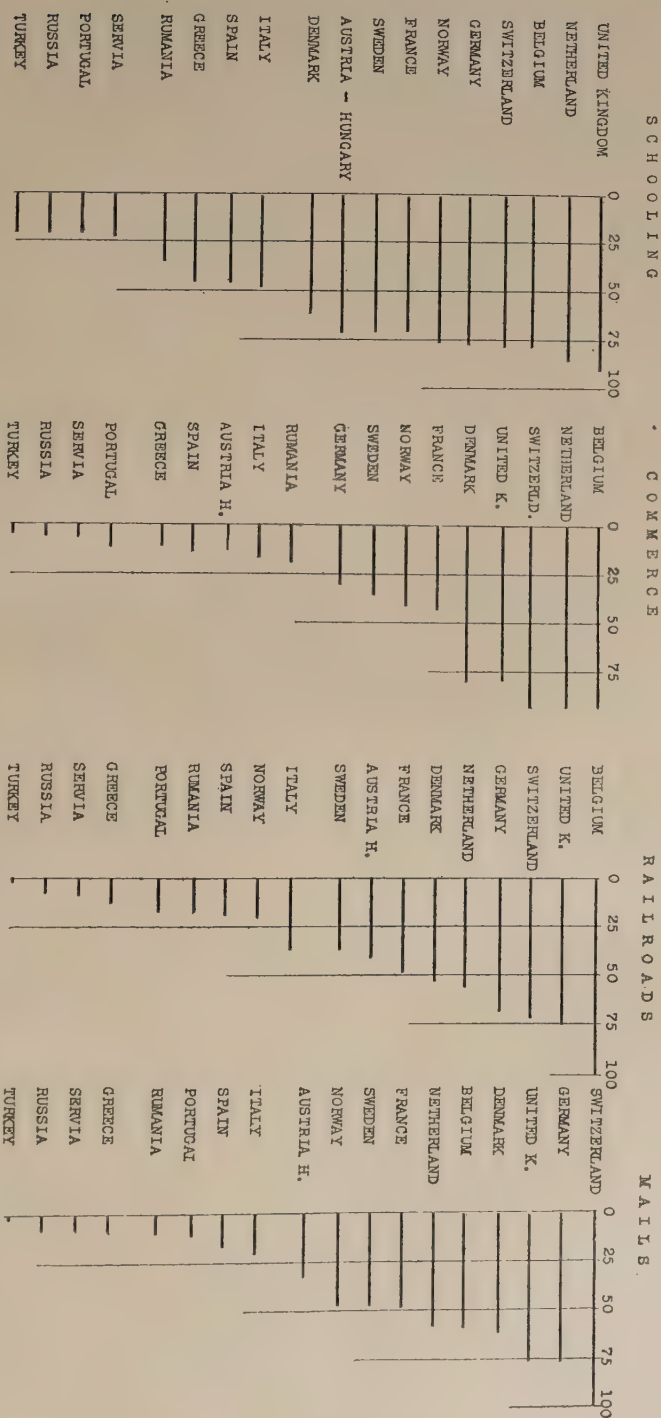 SCHOOLING
0 25 50 75 100
UNITED KINGDOM
NETHERLAND
BELGIUM
SWITZERLAND
GERMANY
NORWAY
FRANCE
SWEDEN
AUSTRIA - HUNGARY
DENMARK
ITALY
SPAIN
GREECE
RUMANIA
SERVIA
PORTUGAL
RUSSIA
TURKEY
COMMERCE
0 25 50 75
BELGIUM
NETHERLAND
SWITZERLD.
UNITED K.
DENMARK
FRANCE
NORWAY
SWEDEN
GERMANY
RUMANIA
ITALY
AUSTRIA H.
SPAIN
GREECE
PORTUGAL
SERVIA
RUSSIA
TURKEY
RAILROADS
0 25 50 75 100
BELGIUM
UNITED K.
SWITZERLAND
GERMANY
NETHERLAND
DENMARK
FRANCE
AUSTRIA H.
SWEDEN
ITALY
NORWAY
SPAIN
RUMANIA
PORTUGAL
GREECE
SERVIA
RUSSIA
TURKEY
MAILS
0 25 50 75 100
SWITZERLAND
GERMANY
UNITED K.
DENMARK
BELGIUM
NETHERLAND
FRANCE
SWEDEN
NORWAY
AUSTRIA H.
ITALY
SPAIN
PORTUGAL
RUMANIA
GREECE
SERVIA
RUSSIA
TURKEY